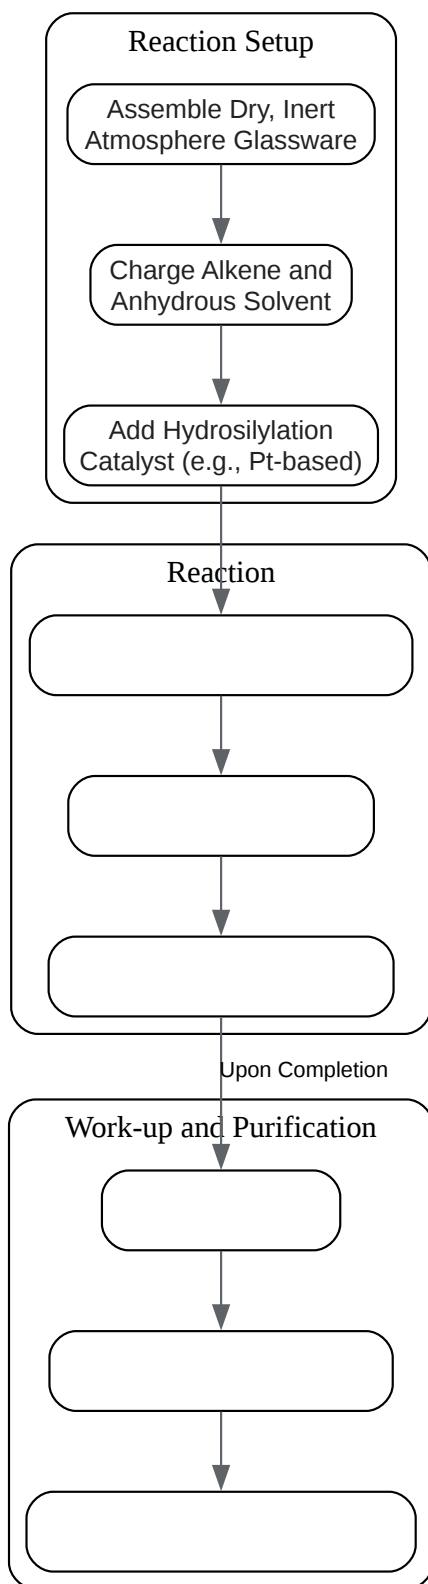 Reaction Setup
Assemble Dry, Inert
Atmosphere Glassware
Charge Alkene and
Anhydrous Solvent
Add Hydrosilylation
Catalyst (e.g., Pt-based)
Reaction
Upon Completion
Work-up and Purification